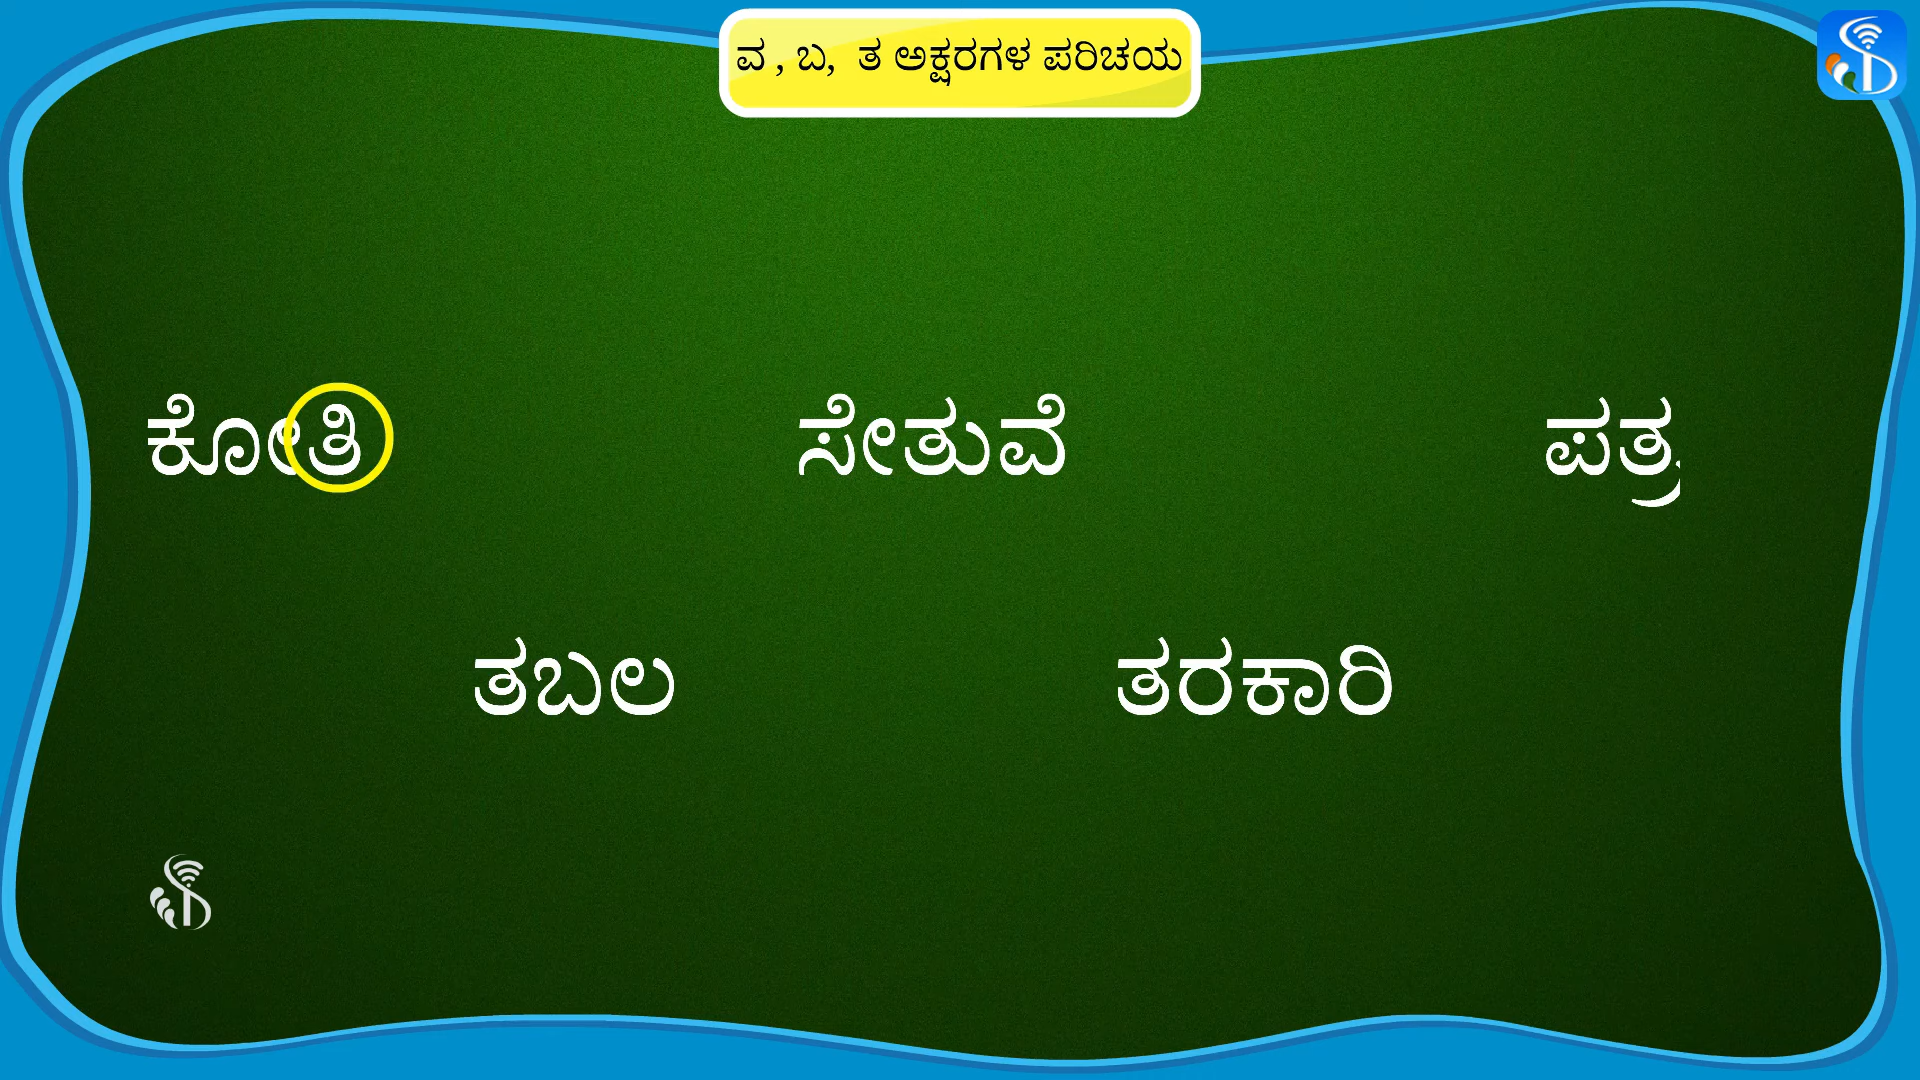 ವ , ಬ, ತ ಅಕ್ಷರಗಳ ಪರಿಚಯ
ಕೋತಿ ಸೇತುವೆ ಪತ್ರ
ತಬಲ ತರಕಾರಿ